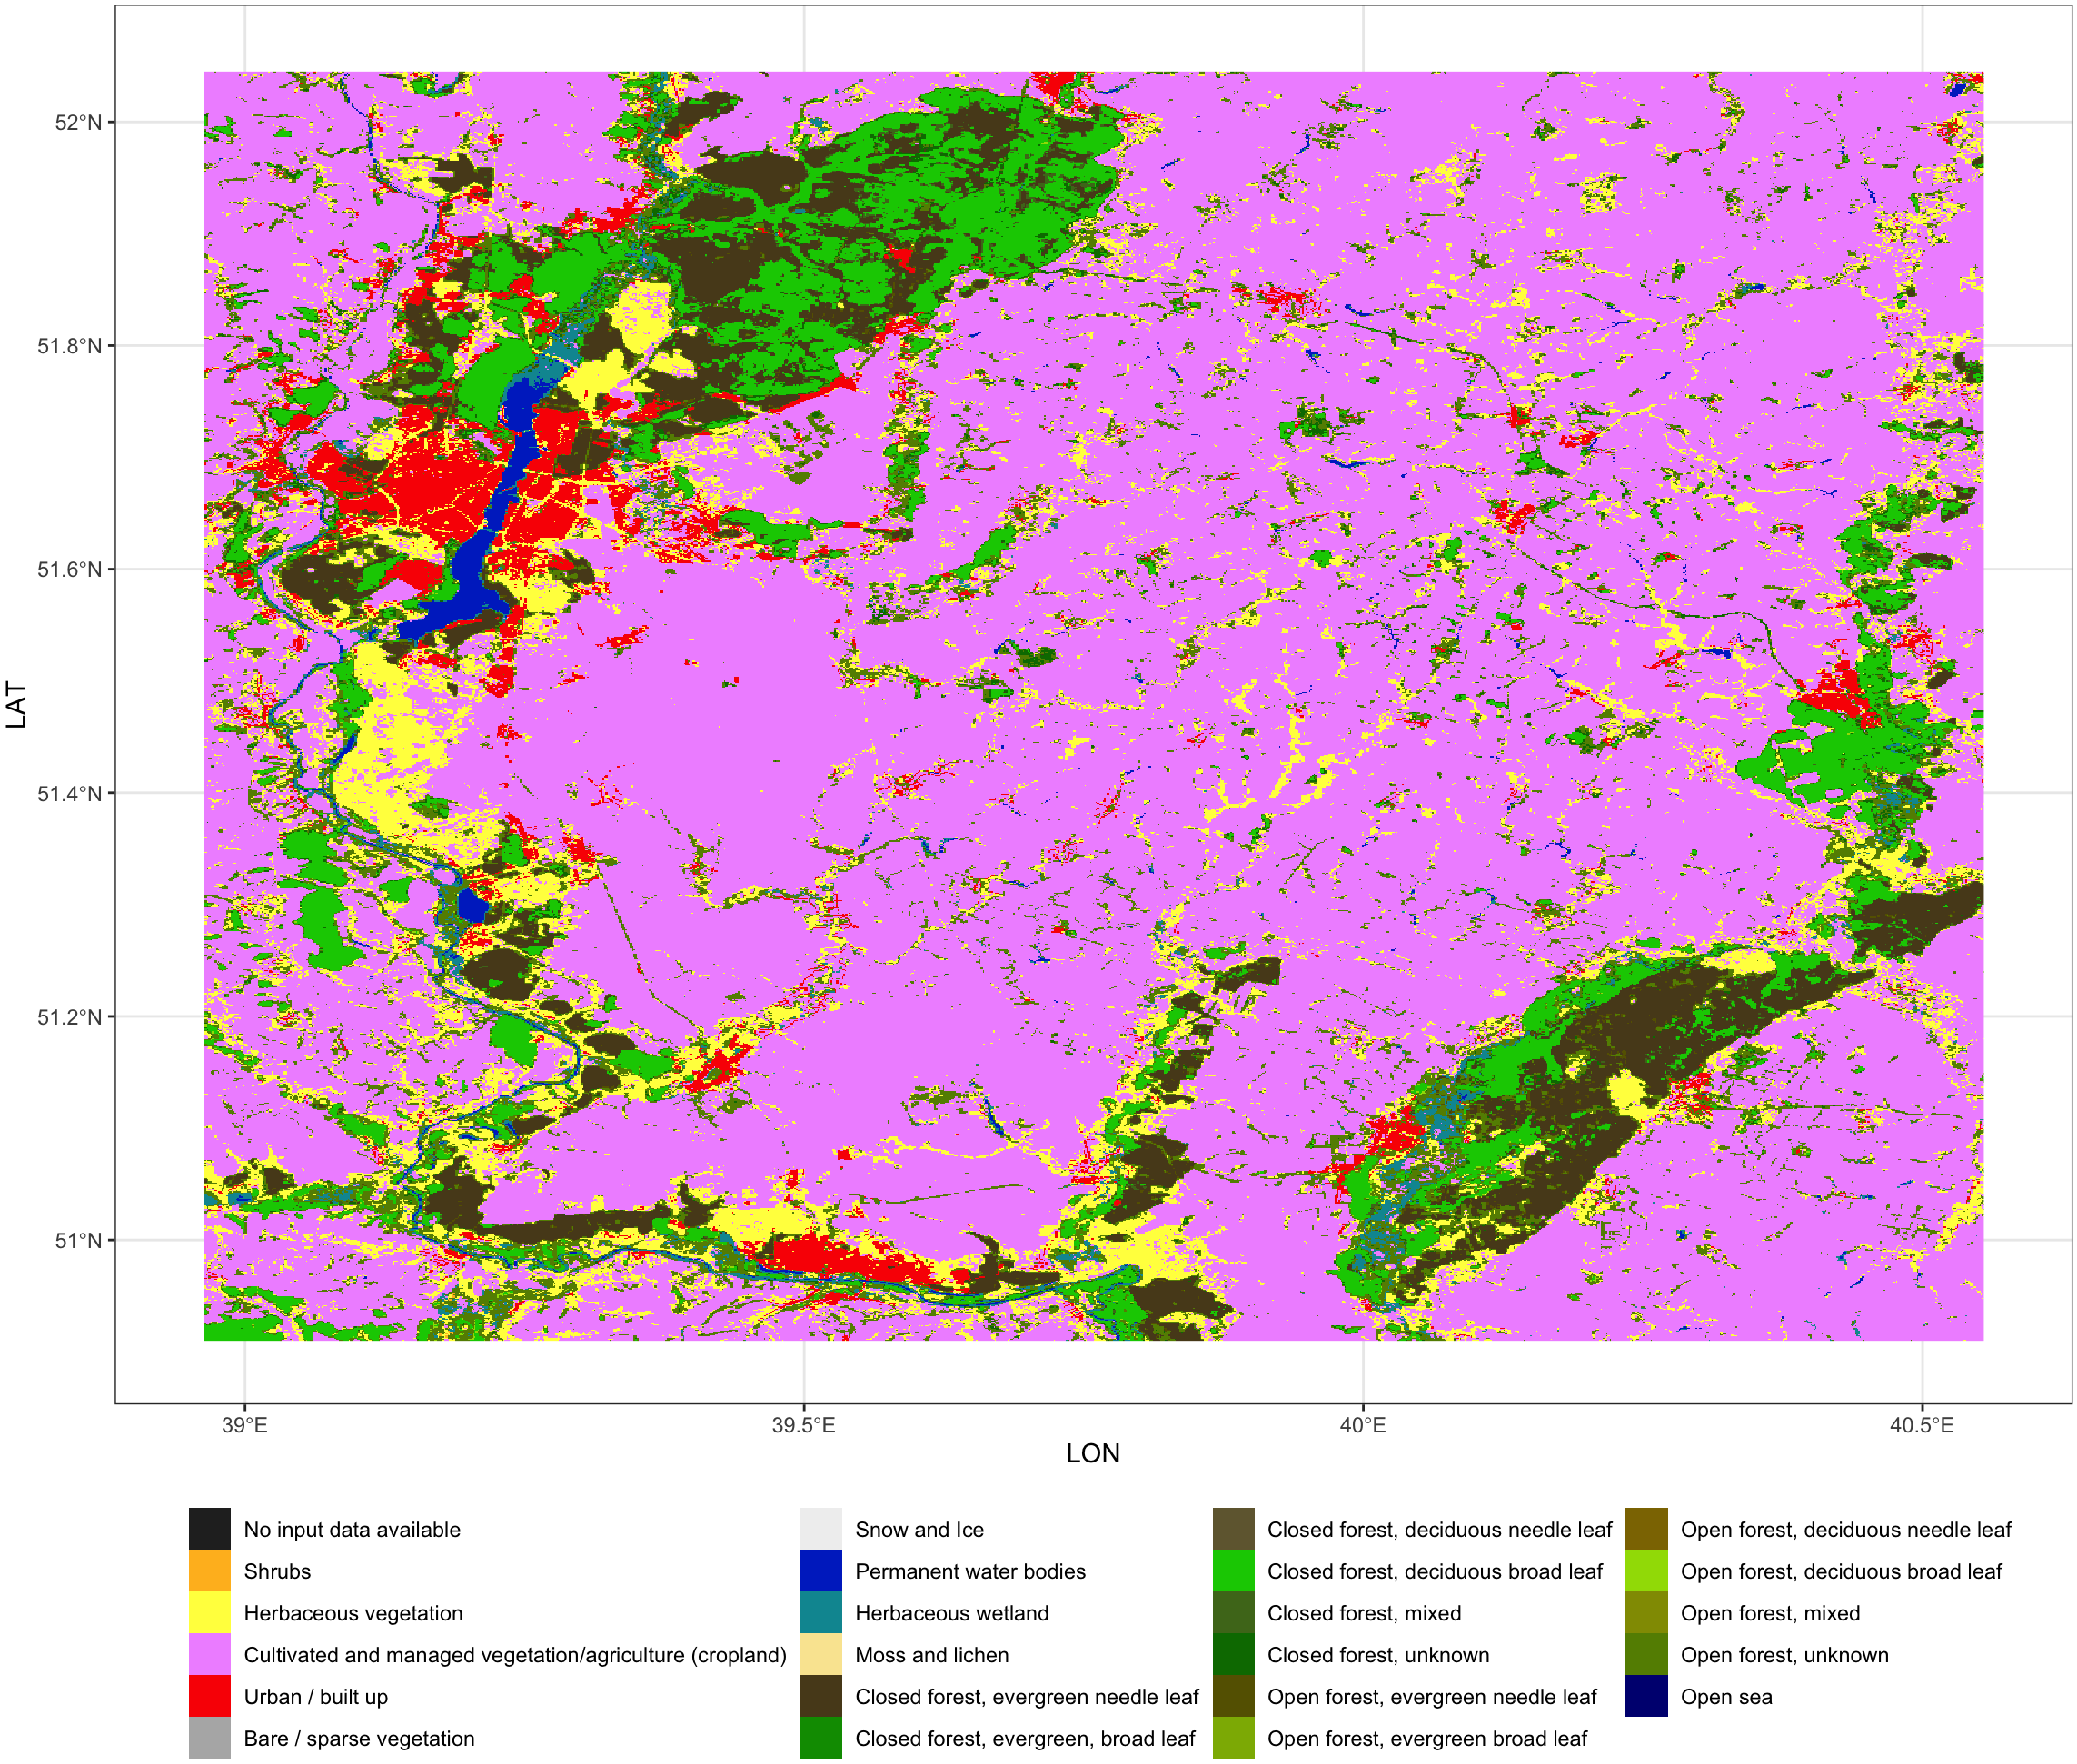 LAT
52°N
51.8°N
51.6°N
51.4°N
51.2°N
51°N
39°E
39.5°E
40°E
40.5°E
LON
No input data available
Shrubs
Herbaceous vegetation
Cultivated and managed vegetation/agriculture (cropland)
Urban / built up
Bare / sparse vegetation
Snow and Ice
Permanent water bodies
Herbaceous wetland
Moss and lichen
Closed forest, evergreen needle leaf
Closed forest, evergreen, broad leaf
Closed forest, deciduous needle leaf
Closed forest, deciduous broad leaf
Closed forest, mixed
Closed forest, unknown
Open forest, evergreen needle leaf
Open forest, evergreen broad leaf
Open forest, deciduous needle leaf
Open forest, deciduous broad leaf
Open forest, mixed
Open forest, unknown
Open sea